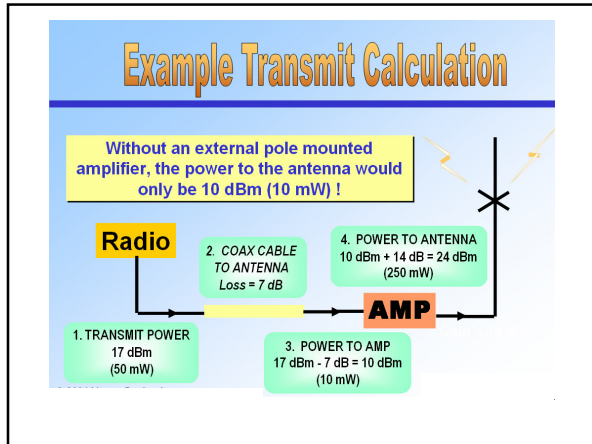 Example Transmit Calculation
Without an external pole mounted
amplifier, the power to the antenna would
only be 10 dBm (10 mW) !
Radio
2. COAX CABLE
TO ANTENNA
Loss = 7 dB
4. POWER TO ANTENNA
10 dBm + 14 dB = 24 dBm
(250 mW)
AMP
1. TRANSMIT POWER
17 dBm
(50 mW)
3. POWER TO AMP
17 dBm - 7 dB = 10 dBm
(10 mW)